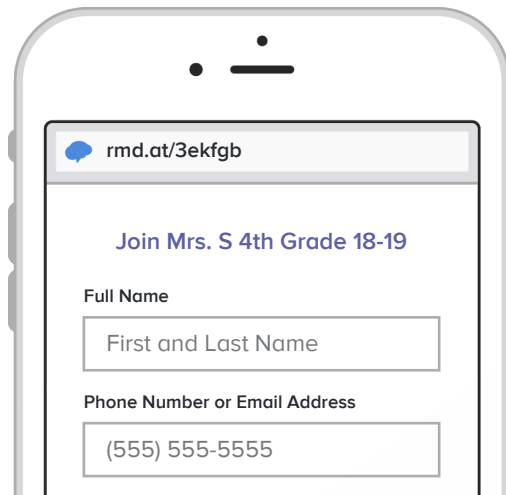 rmd.at/3ekfgb
Join Mrs. S 4th Grade 18-19
Full Name
First and Last Name
Phone Number or Email Address
(555) 555-5555